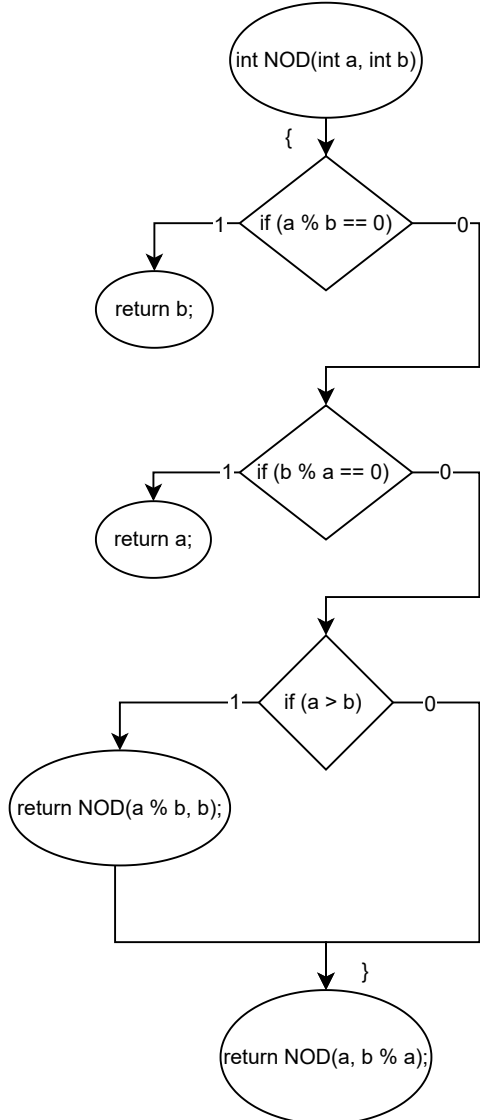 int NOD(int a, int b)
{
1
if (a % b == 0)
0
return b;
1
if (b % a == 0)
0
return a;
1
if (a > b)
0
return NOD(a % b, b);
}
return NOD(a, b % a);